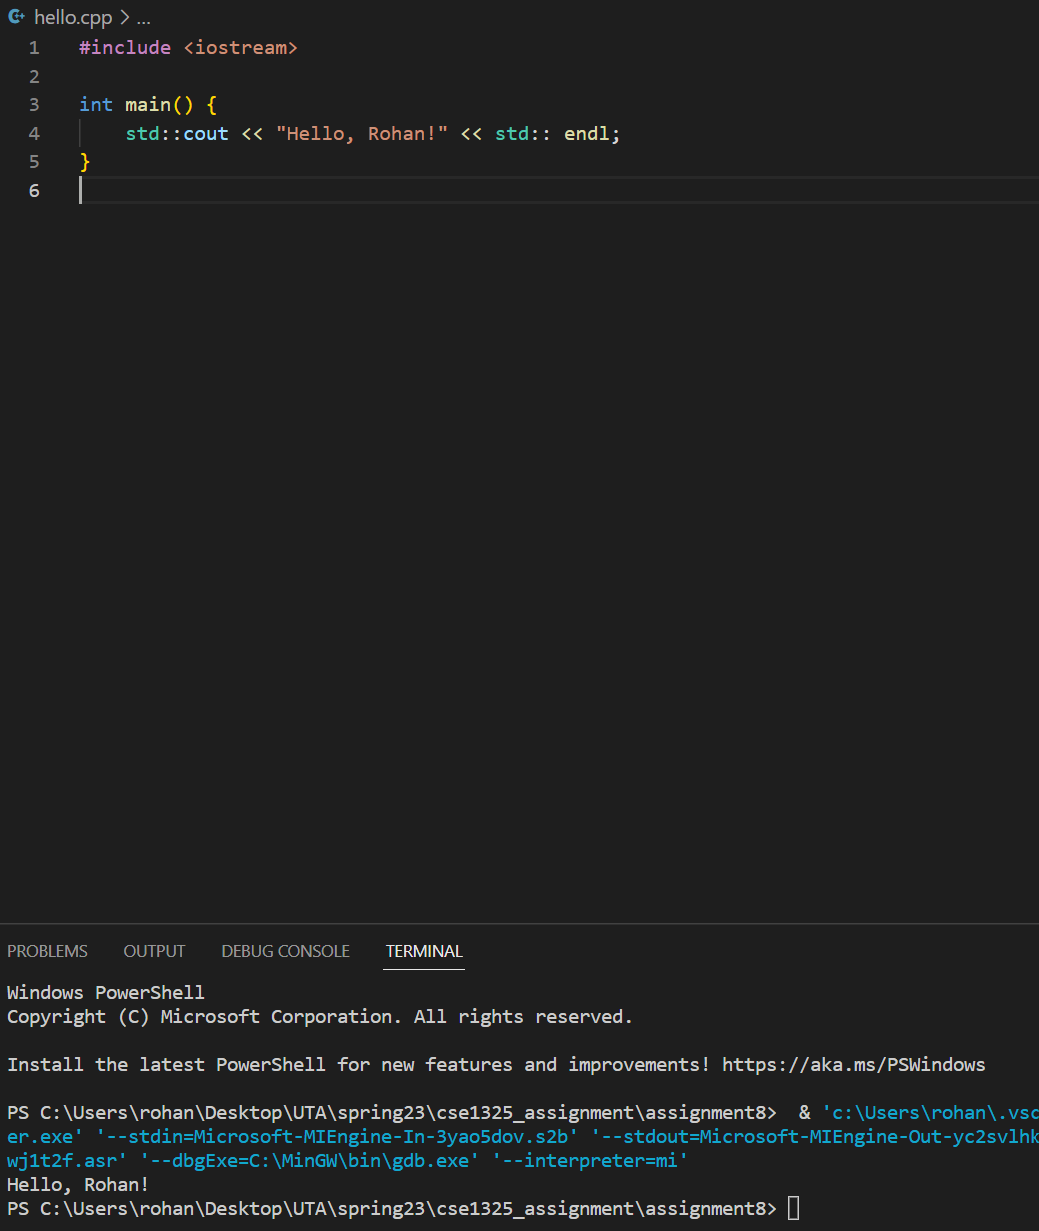 hello.cpp > ...
1 #include <iostream>
2
3 int main() {
4     std::cout << "Hello, Rohan!" << std:: endl;
5 }
6
PROBLEMS OUTPUT DEBUG CONSOLE TERMINAL
Windows PowerShell
Copyright (C) Microsoft Corporation. All rights reserved.
Install the latest PowerShell for new features and improvements! https://aka.ms/PSWindows
PS C:\Users\rohan\Desktop\UTA\spring23\cse1325_assignment\assignment8>  & 'c:\Users\rohan\.vsc
er.exe' '--stdin=Microsoft-MIEngine-In-3yao5dov.s2b' '--stdout=Microsoft-MIEngine-Out-yc2svlhk
wj1t2f.asr' '--dbgExe=C:\MinGW\bin\gdb.exe' '--interpreter=mi'
Hello, Rohan!
PS C:\Users\rohan\Desktop\UTA\spring23\cse1325_assignment\assignment8>